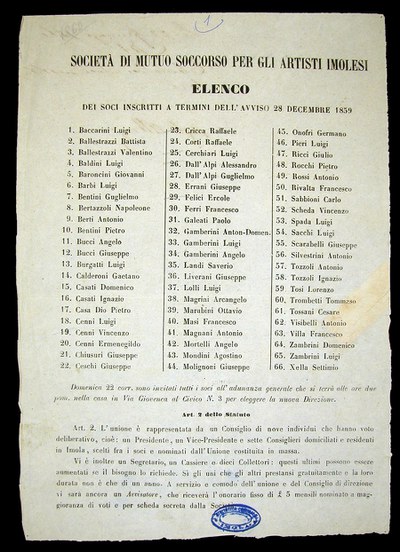 1
SOCIETÀ DI MUTUO SOCCORSO PER GLI ARTISTI IMOLESI
ELENCO
DEI SOCI INSCRITTI A TERMINI DELL'AVVISO 28 DECEMBRE 1859
1. Baccarini Luigi
2. Ballestrazzi Battista
3. Ballestrazzi Valentino
4. Baldini Luigi
5. Baroncini Giovanni
6. Barbi Luigi
7. Bentini Guglielmo
8. Bertazzoli Napoleone
9. Berti Antonio
10. Bentini Pietro
11. Bucci Angelo
12. Bucci Giuseppe
13. Burgatti Luigi
14. Calderoni Gaetano
15. Casati Domenico
16. Casati Ignazio
17. Casa Dio Pietro
18. Cenni Luigi
19. Cenni Vincenzo
20. Cenni Ermenegildo
21. Chiusuri Giuseppe
22. Ceschi Giuseppe
23. Cricca Raffaele
24. Corti Raffaele
25. Cerchiari Luigi
26. Dall'Alpi Alessandro
27. Dall'Alpi Guglielmo
28. Errani Giuseppe
29. Felici Ercole
30. Ferri Francesco
31. Galeati Paolo
32. Gamberini Anton-Domen.
33. Gamberini Luigi
34. Gamberini Angelo
35. Landi Saverio
36. Liverani Giuseppe
37. Lolli Luigi
38. Magrini Arcangelo
39. Marabini Ottavio
40. Masi Francesco
41. Magnani Antonio
42. Mortelli Angelo
43. Mondini Agostino
44. Molignoni Giuseppe
45. Onofri Germano
46. Pieri Luigi
47. Ricci Giulio
48. Rocchi Pietro
49. Rossi Antonio
50. Rivalta Francesco
51. Sabbioni Carlo
52. Scheda Vincenzo
53. Spada Luigi
54. Sacchi Luigi
55. Scarabelli Giuseppe
56. Silvestrini Antonio
57. Tozzoli Antonio
58. Tozzoli Ignazio
59. Tosi Lorenzo
60. Trombetti Tommaso
61. Tossani Cesare
62. Visibelli Antonio
63. Villa Francesco
64. Zambrini Domenico
65. Zambrini Luigi
66. Xella Settimio
Domenica 22 corr. sono invitati tutti i soci all'adunanza generale che si terrà alle ore due
pom. nella casa in Via Giovenca al Civico N. 3 per eleggere la nuova Direzione.
Art. 2 dello Statuto
Art. 2. L'unione è rappresentata da un Consiglio di nove individui che hanno voto
deliberativo, cioè: un Presidente, un Vice-Presidente e sette Consiglieri domiciliati e residenti
in Imola, scelti fra i soci e nominati dall'Unione costituita in massa.
Vi è inoltre un Segretario, un Cassiere e dieci Collettori: questi ultimi possono essere
aumentati se il bisogno lo richiede. Sì gli uni che gli altri prestansi gratuitamente e la loro
durata non è che di un anno. A servizio e comodo dell'unione e del Consiglio di direzione
vi sarà ancora un Avvisatore, che riceverà l'onorario fisso di £ 5 mensili nominato a mag-
gioranza di voti e per scheda secreta dalla Società.
IMOLA